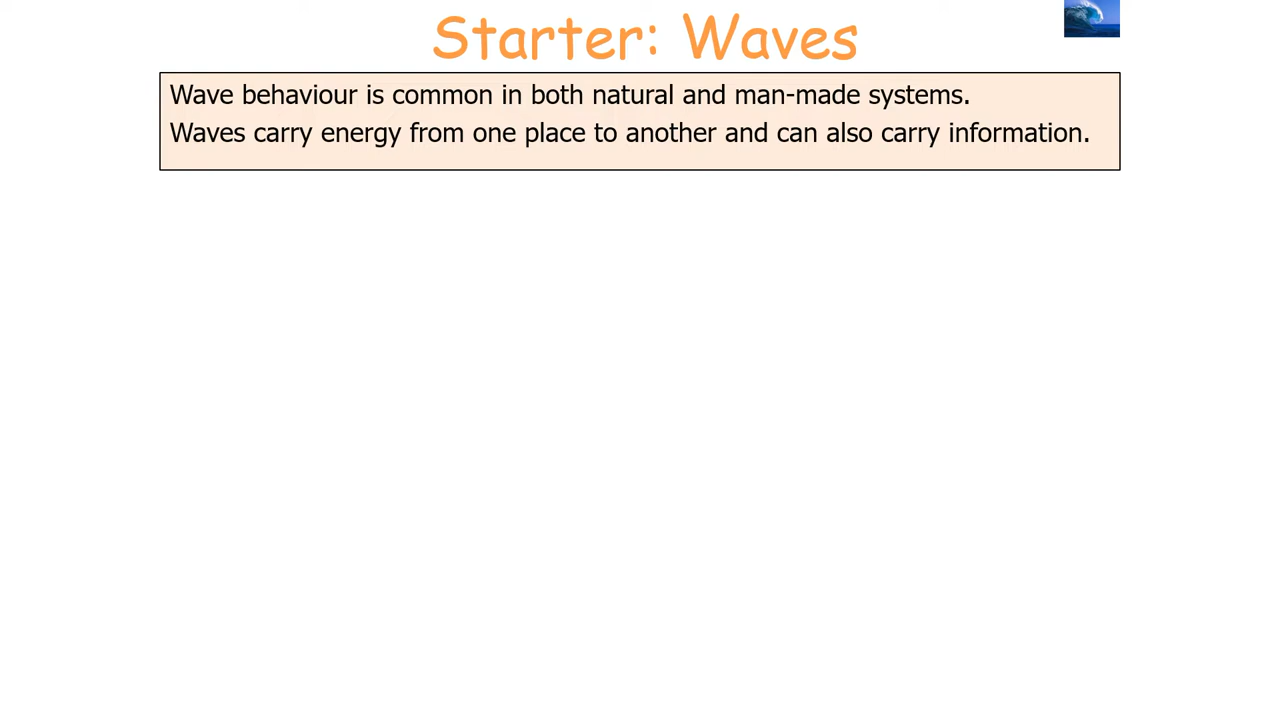 Starter: Waves
Wave behaviour is common in both natural and man-made systems.
Waves carry energy from one place to another and can also carry information.